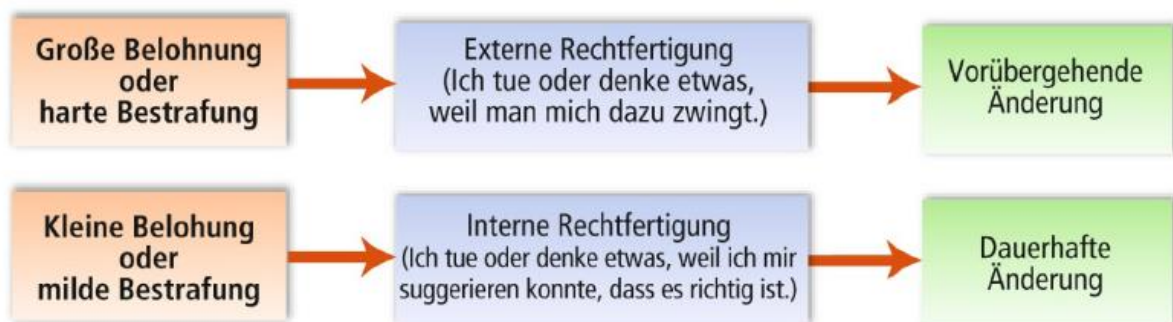 Große Belohnung
oder
harte Bestrafung
Externe Rechtfertigung
(Ich tue oder denke etwas,
weil man mich dazu zwingt.)
Vorübergehende
Änderung
Kleine Belohung
oder
milde Bestrafung
Interne Rechtfertigung
(Ich tue oder denke etwas, weil ich mir
suggerieren konnte, dass es richtig ist.)
Dauerhafte
Änderung